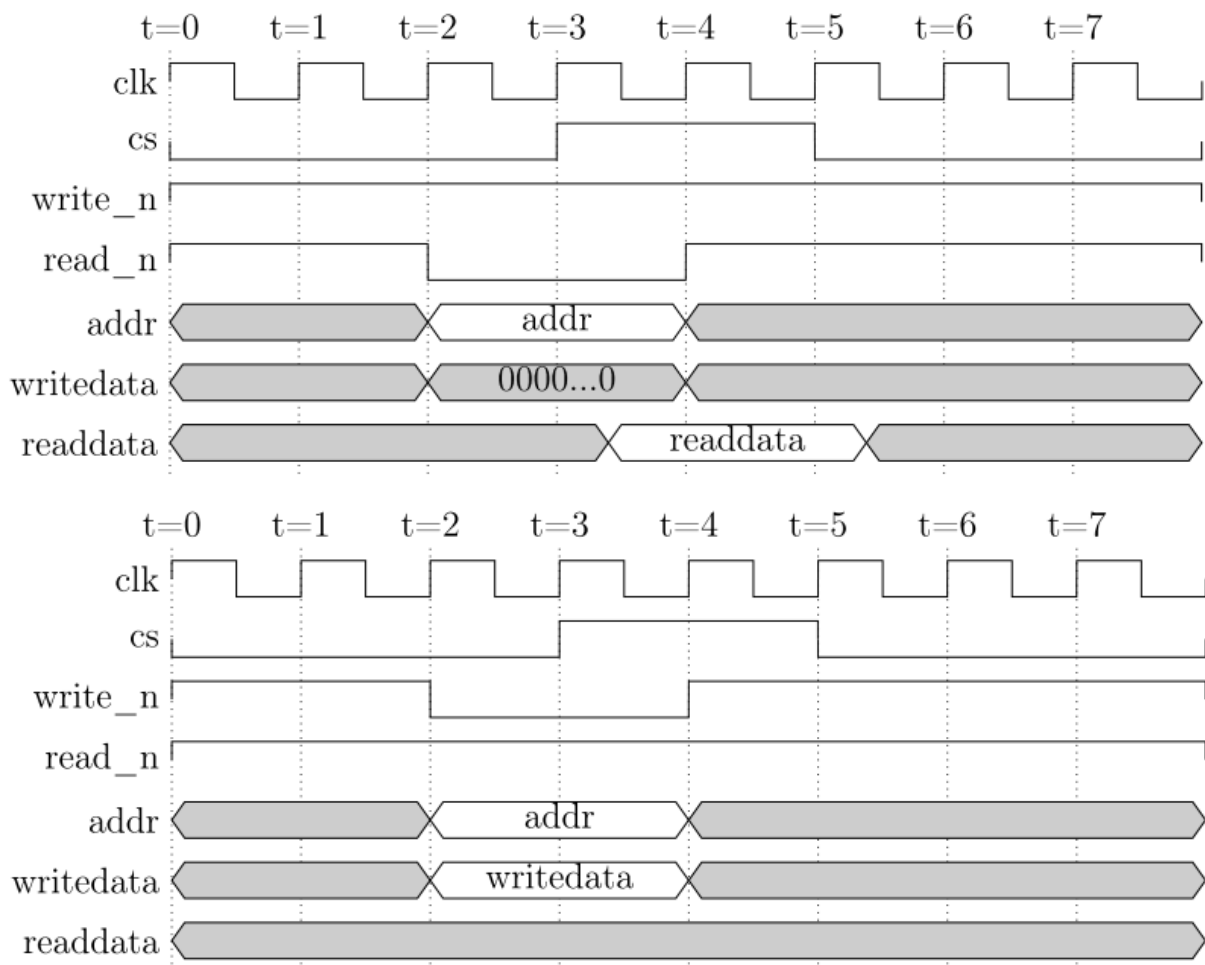 t=0 t=1 t=2 t=3 t=4 t=5 t=6 t=7
clk
cs
write_n
read_n
addr addr
writedata 0000...0
readdata readdata
t=0 t=1 t=2 t=3 t=4 t=5 t=6 t=7
clk
cs
write_n
read_n
addr addr
writedata writedata
readdata